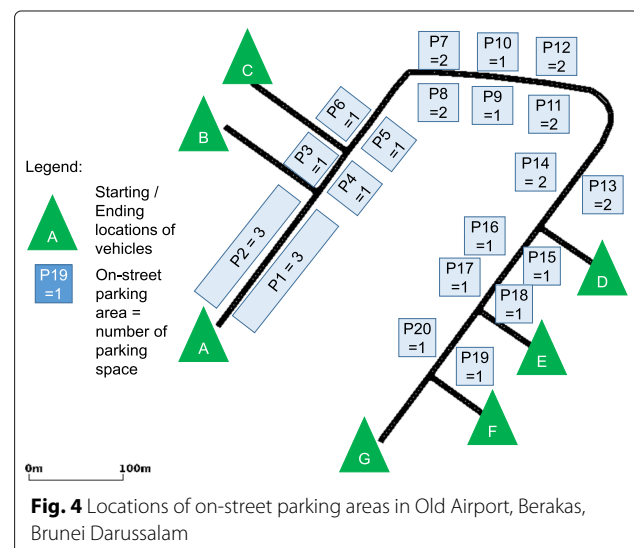 P7
=2
P10
=1
P12
=2
C
P8
=2
P9
=1
P11
=2
P6
=1
P5
=1
B
P3
=1
P4
=1
Legend:
A
Starting /
Ending
locations of
vehicles
P19
=1
On-street
parking
area =
number of
parking
space
P2 = 3
P1 = 3
A
P14
= 2
P13
=2
P16
=1
P15
=1
P17
=1
P18
=1
D
P20
=1
P19
=1
E
F
G
0m
100m
Fig. 4 Locations of on-street parking areas in Old Airport, Berakas,
Brunei Darussalam